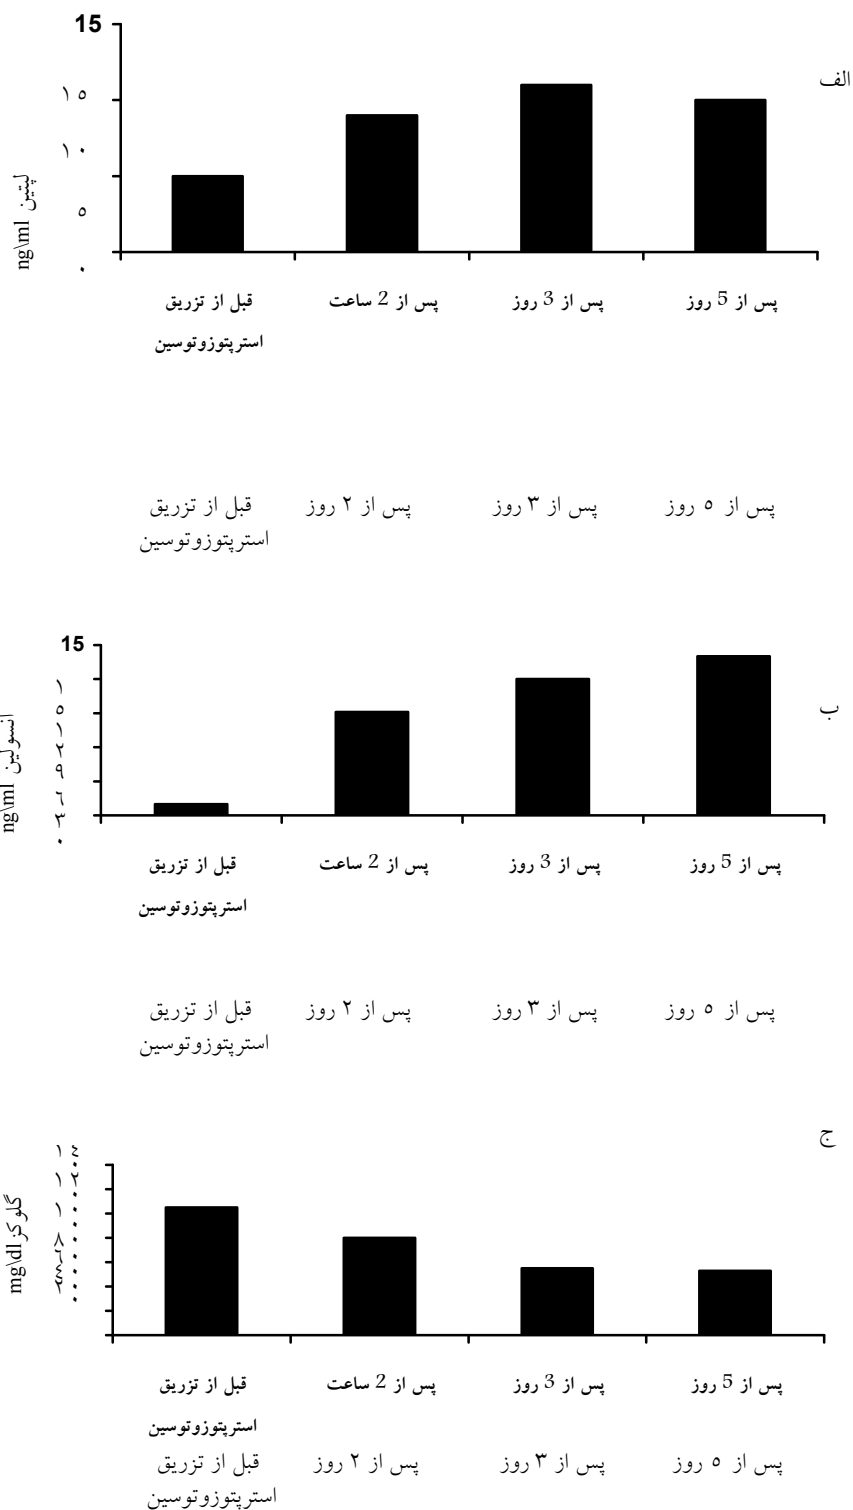 15
الف
۱۵
۱۰
۵
۰
لپتین ng\ml
قبل از تزریق پس از 2 ساعت پس از 3 روز پس از 5 روز
استرپتوزوتوسین
قبل از تزریق پس از ۲ روز پس از ۳ روز پس از ۵ روز
استرپتوزوتوسین
15
ب
انسولین ng\ml
قبل از تزریق پس از 2 ساعت پس از 3 روز پس از 5 روز
استرپتوزوتوسین
قبل از تزریق پس از ۲ روز پس از ۳ روز پس از ۵ روز
استرپتوزوتوسین
ج
گلوکز mg\dl
قبل از تزریق پس از 2 ساعت پس از 3 روز پس از 5 روز
استرپتوزوتوسین
قبل از تزریق پس از ۲ روز پس از ۳ روز پس از ۵ روز
استرپتوزوتوسین